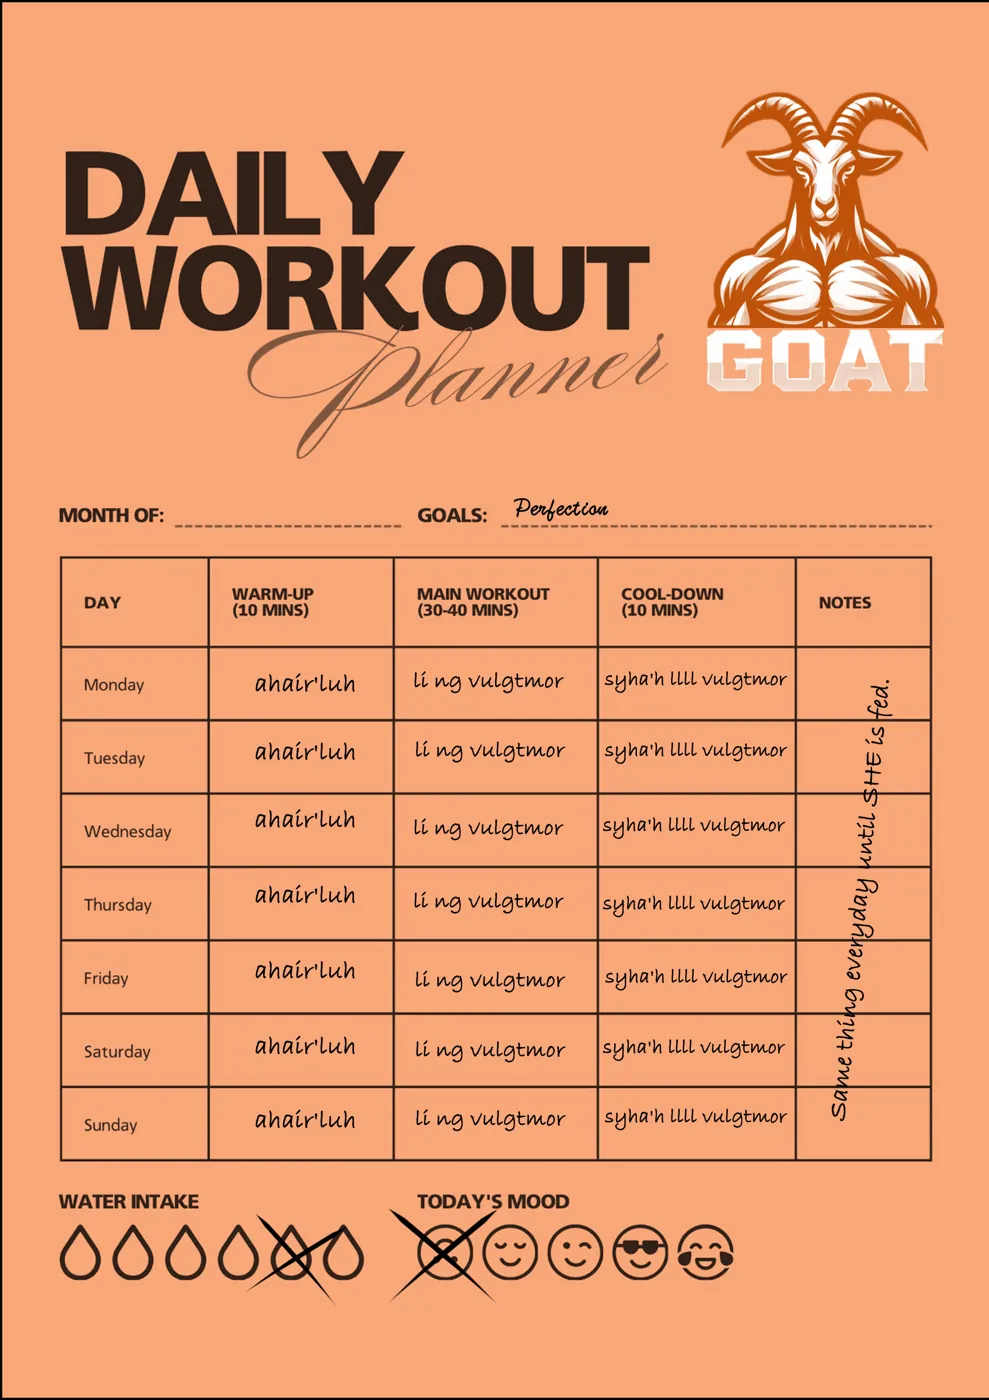 DAILY
WORKOUT
Planner
GOAT
MONTH OF: GOALS: Perfection
DAY WARM-UP (10 MINS) MAIN WORKOUT (30-40 MINS) COOL-DOWN (10 MINS) NOTES
Monday ahair'luh li ng vulgtmor syha'h llll vulgtmor
Tuesday ahair'luh li ng vulgtmor syha'h llll vulgtmor
Wednesday ahair'luh li ng vulgtmor syha'h llll vulgtmor
Thursday ahair'luh li ng vulgtmor syha'h llll vulgtmor
Friday ahair'luh li ng vulgtmor syha'h llll vulgtmor
Saturday ahair'luh li ng vulgtmor syha'h llll vulgtmor
Sunday ahair'luh li ng vulgtmor syha'h llll vulgtmor
Same thing everyday until SHE is fed.
WATER INTAKE TODAY'S MOOD